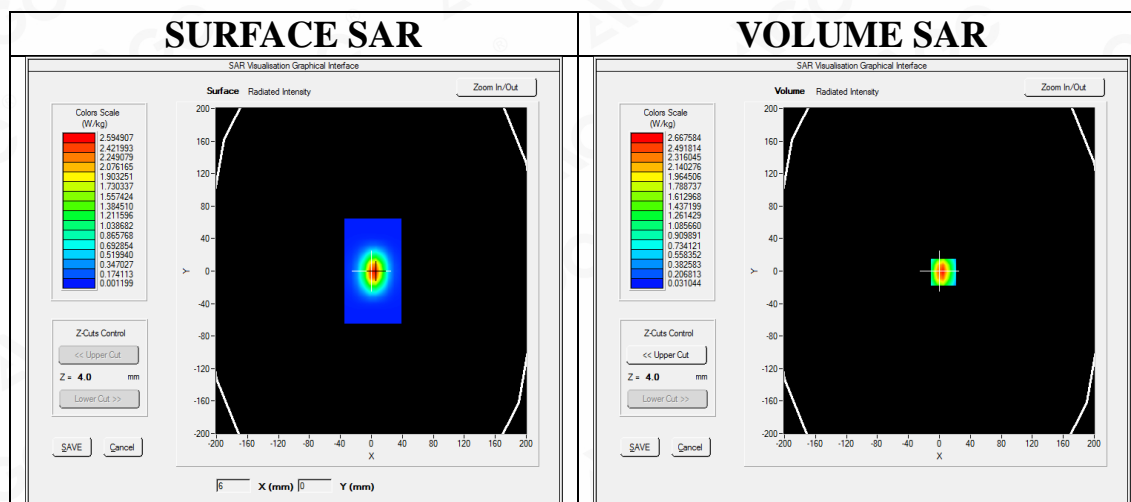 SURFACE SAR
SAR Visualisation Graphical Interface
Surface Radiated Intensity
Zoom In/Out
Colors Scale
(W/kg)
2.594907
2.421993
2.249079
2.076165
1.903251
1.730337
1.557424
1.384510
1.211596
1.038682
0.865768
0.692854
0.519940
0.347027
0.174113
0.001199
Z-Cuts Control
<< Upper Cut
Z = 4.0 mm
Lower Cut >>
SAVE Cancel
200
160
120
80
40
0
-40
-80
-120
-160
-200
Y
-200 -160 -120 -80 -40 0 40 80 120 160 200
X
6 X (mm) 0 Y (mm)
VOLUME SAR
SAR Visualisation Graphical Interface
Volume Radiated Intensity
Zoom In/Out
Colors Scale
(W/kg)
2.667584
2.491814
2.316045
2.140276
1.964506
1.788737
1.612968
1.437199
1.261429
1.085660
0.909891
0.734121
0.558352
0.382583
0.206813
0.031044
Z-Cuts Control
<< Upper Cut
Z = 4.0 mm
Lower Cut >>
SAVE Cancel
200
160
120
80
40
0
-40
-80
-120
-160
-200
Y
-200 -160 -120 -80 -40 0 40 80 120 160 200
X